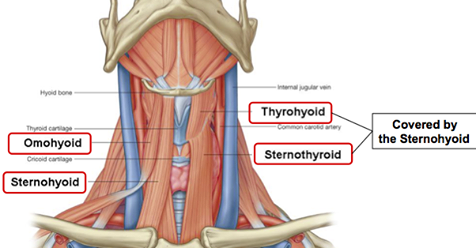 Hyoid bone
Internal jugular vein
Thyrohyoid
Thyroid cartilage
Common carotid artery
Covered by
the Sternohyoid
Omohyoid
Sternothyroid
Cricoid cartilage
Sternohyoid